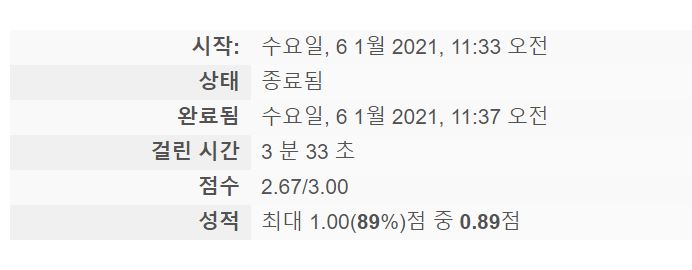 시작: 수요일, 6 1월 2021, 11:33 오전
상태 종료됨
완료됨 수요일, 6 1월 2021, 11:37 오전
걸린 시간 3 분 33 초
점수 2.67/3.00
성적 최대 1.00(89%)점 중 0.89점